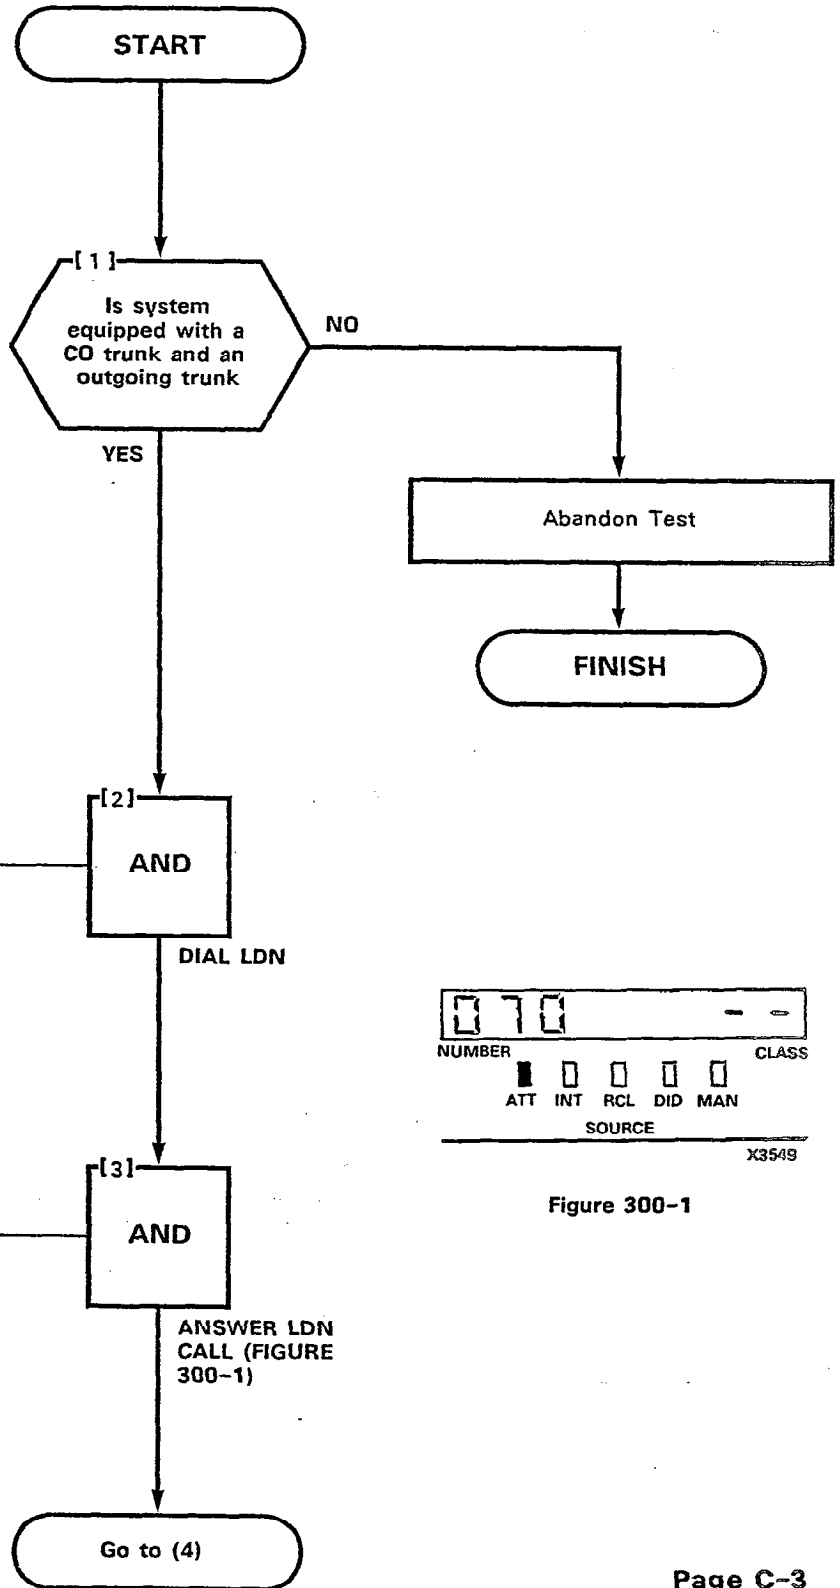 START
[1]
Is system
equipped with a
CO trunk and an
outgoing trunk
NO
YES
Abandon Test
FINISH
[2]
AND
DIAL LDN
070 - -
NUMBER CLASS
ATT INT RCL DID MAN
SOURCE
X3549
Figure 300-1
[3]
AND
ANSWER LDN
CALL (FIGURE
300-1)
Go to (4)
Page C-3